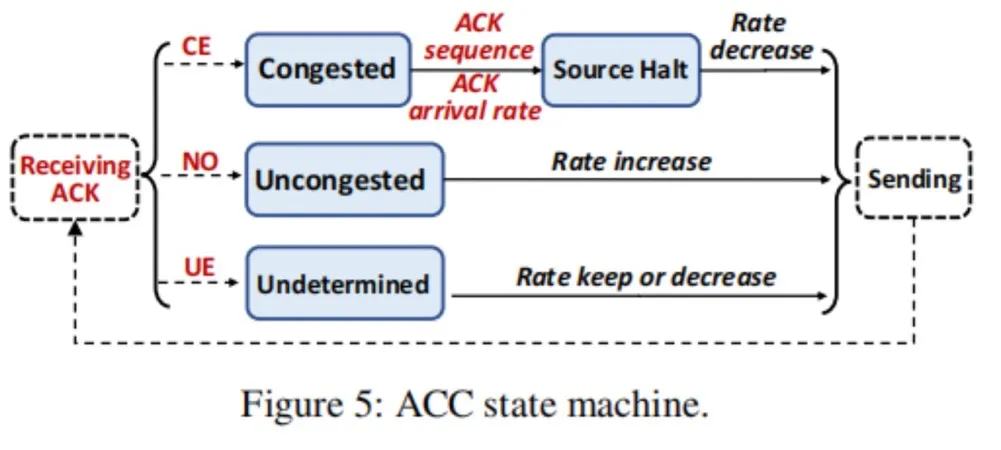 CE
Congested
ACK
sequence
ACK
arrival rate
Source Halt
Rate
decrease
Receiving
ACK
NO
Uncongested
Rate increase
Sending
UE
Undetermined
Rate keep or decrease
Figure 5: ACC state machine.